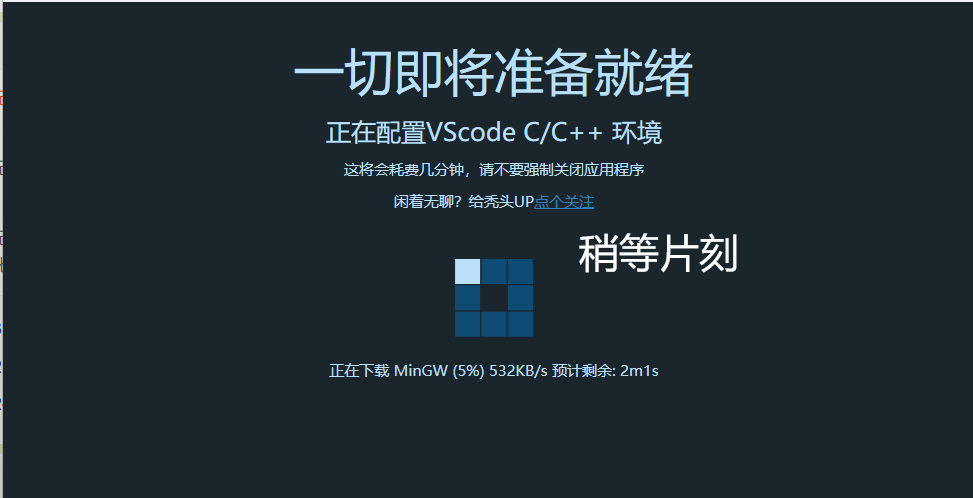 一切即将准备就绪
正在配置VScode C/C++ 环境
这将会耗费几分钟，请不要强制关闭应用程序
闲着无聊？给秃头UP点个关注
稍等片刻
正在下载 MinGW (5%) 532KB/s 预计剩余: 2m1s